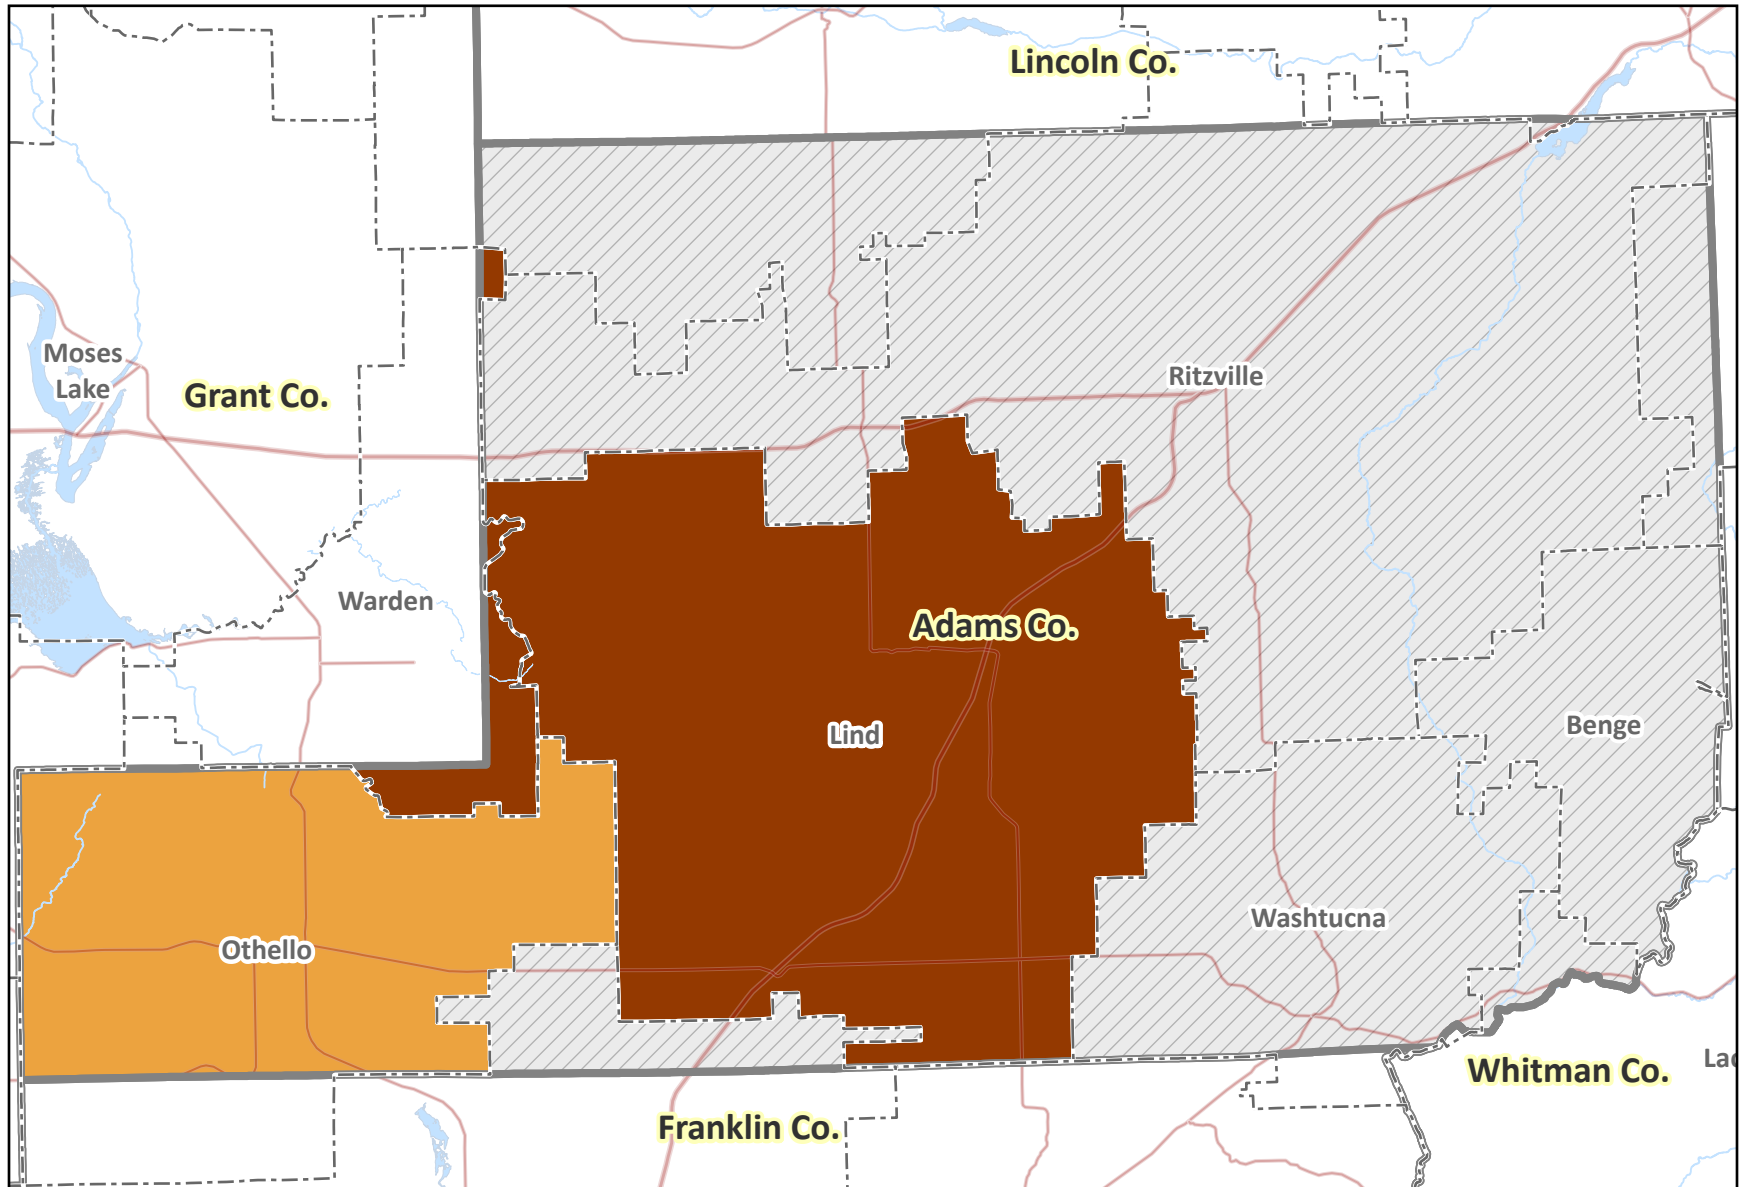 Lincoln Co.
Moses
Lake
Grant Co.
Ritzville
Warden
Adams Co.
Lind
Benge
Washtucna
Othello
Whitman Co.
Franklin Co.